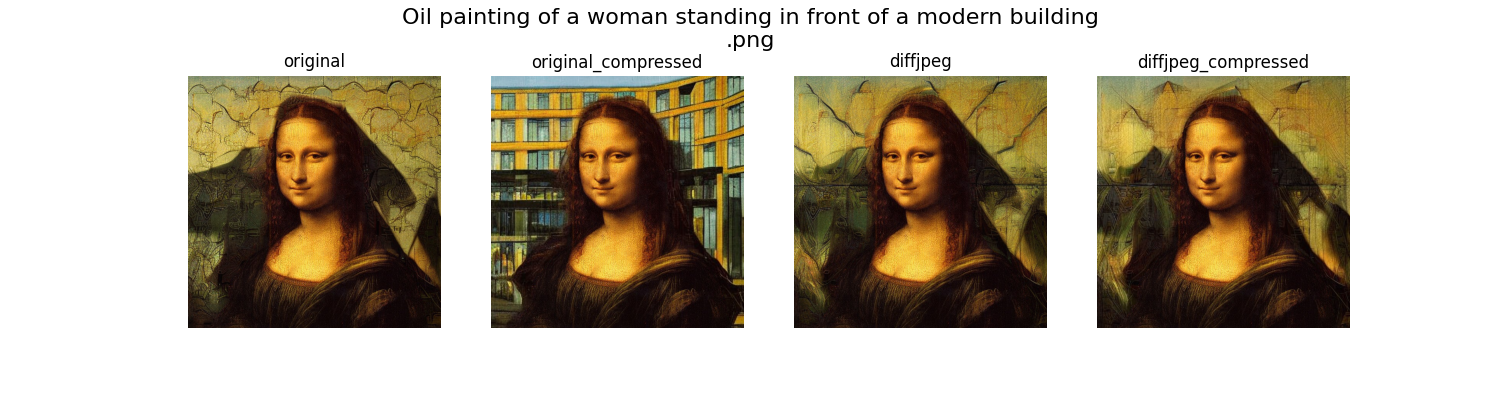 Oil painting of a woman standing in front of a modern building
.png
original
original_compressed
diffjpeg
diffjpeg_compressed